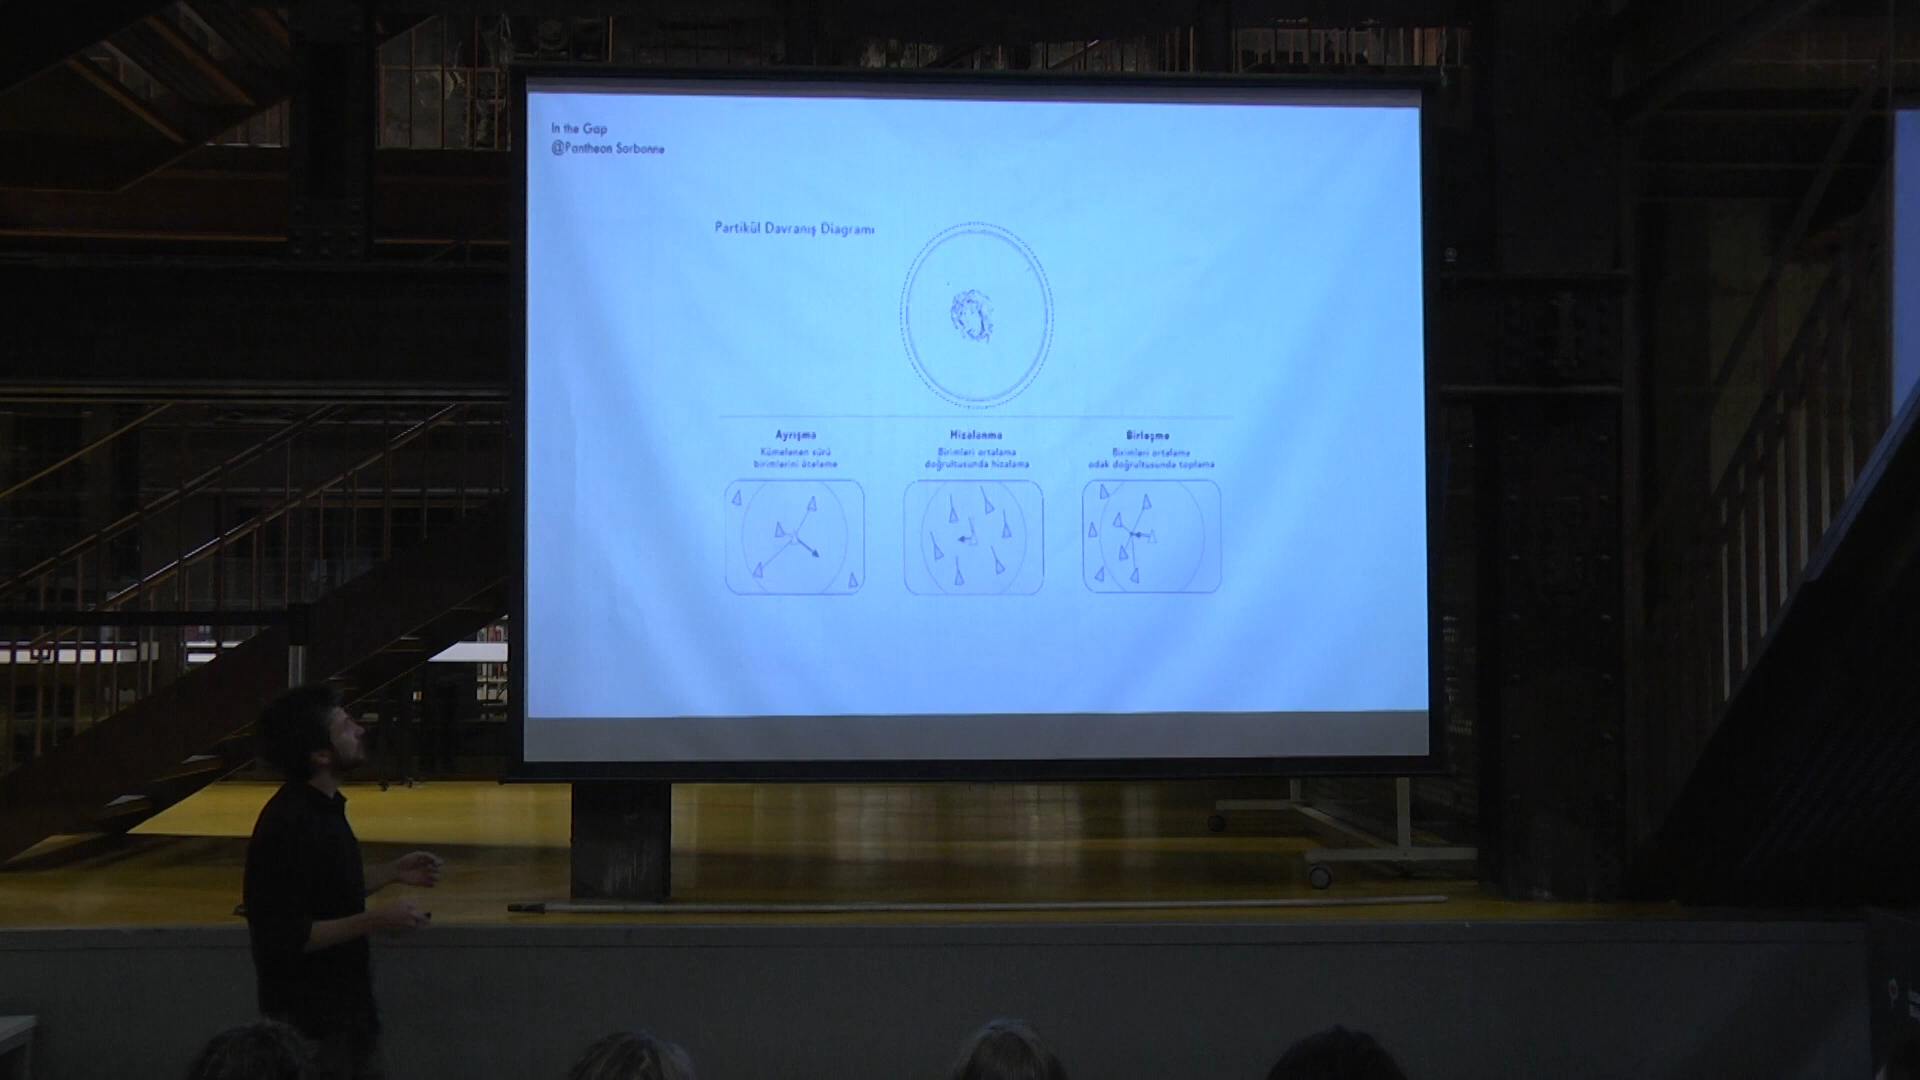 In the Gap
@Pantheon Sorbonne
Partikül Davranış Diagramı
Ayrışma
Kümelenen sürü
birimlerini öteleme
Hizalanma
Birimleri ortalama
doğrultusunda hizalama
Birleşme
Birimleri ortalama
odak doğrultusunda toplama